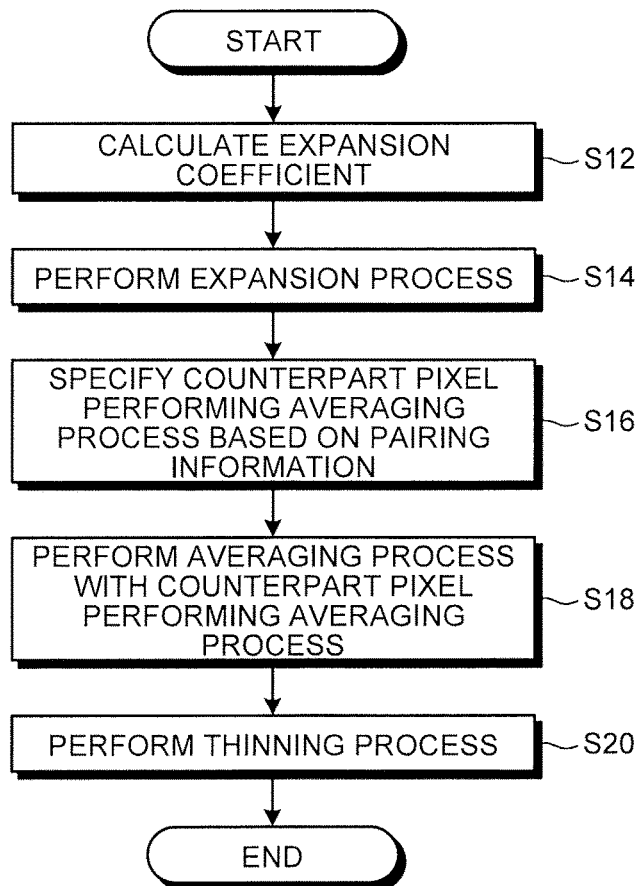 START
CALCULATE EXPANSION
COEFFICIENT
S12
PERFORM EXPANSION PROCESS
S14
SPECIFY COUNTERPART PIXEL
PERFORMING AVERAGING
PROCESS BASED ON PAIRING
INFORMATION
S16
PERFORM AVERAGING PROCESS
WITH COUNTERPART PIXEL
PERFORMING AVERAGING
PROCESS
S18
PERFORM THINNING PROCESS
S20
END